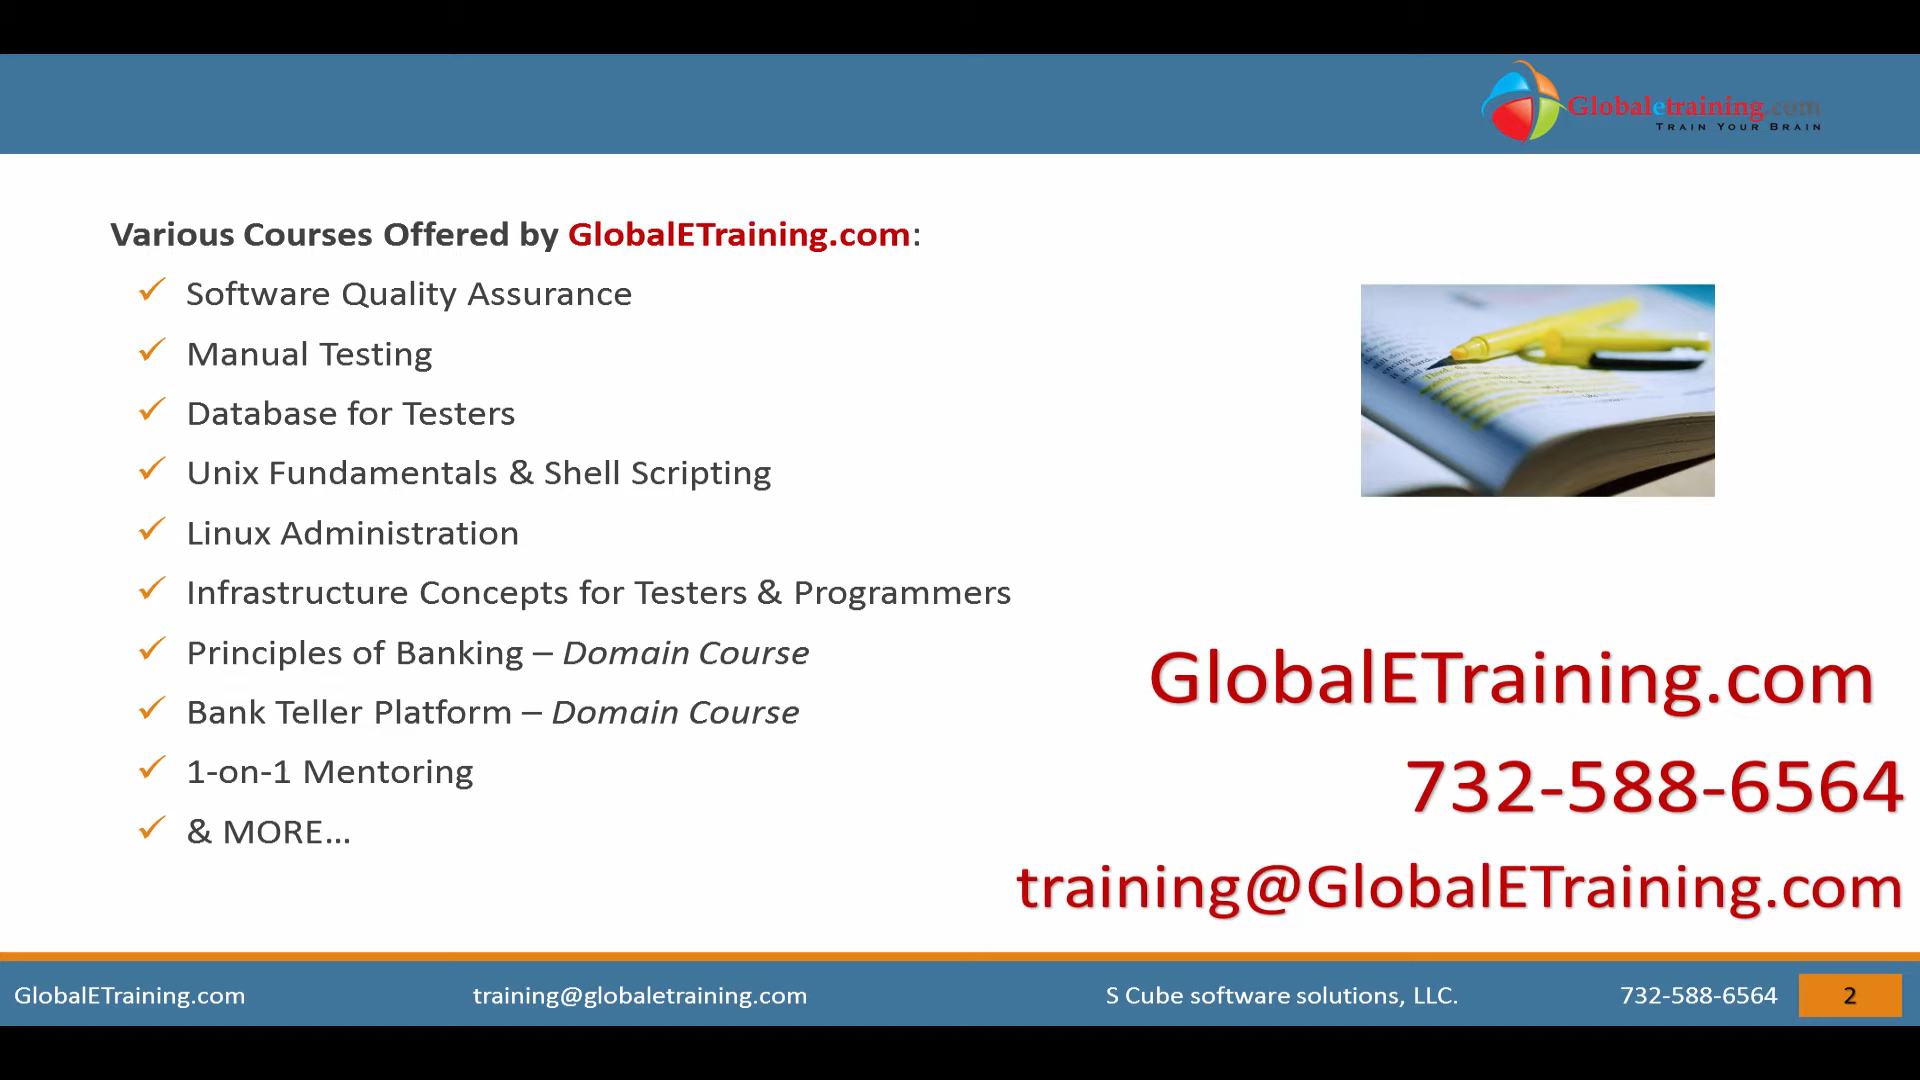 Globaletraining.com
TRAIN YOUR BRAIN
Various Courses Offered by GlobalETraining.com:
✓ Software Quality Assurance
✓ Manual Testing
✓ Database for Testers
✓ Unix Fundamentals & Shell Scripting
✓ Linux Administration
✓ Infrastructure Concepts for Testers & Programmers
✓ Principles of Banking – Domain Course
✓ Bank Teller Platform – Domain Course
✓ 1-on-1 Mentoring
✓ & MORE...
GlobalETraining.com
732-588-6564
training@GlobalETraining.com
GlobalETraining.com training@globaletraining.com S Cube software solutions, LLC. 732-588-6564 2